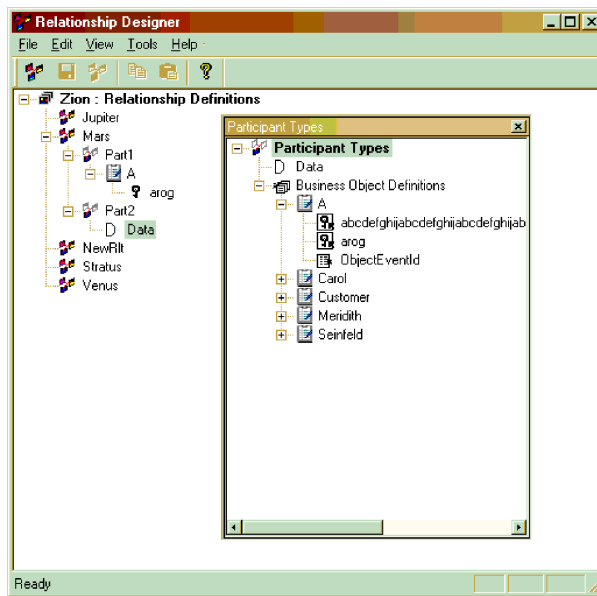 Relationship Designer
File Edit View Tools Help
Zion : Relationship Definitions
Jupiter
Mars
Part1
A
arog
Part2
Data
NewRlt
Stratus
Venus
Participant Types
Participant Types
Data
Business Object Definitions
A
abcdefghijabcdefghijabcdefghijab
arog
ObjectEventId
Carol
Customer
Meridith
Seinfeld
Ready